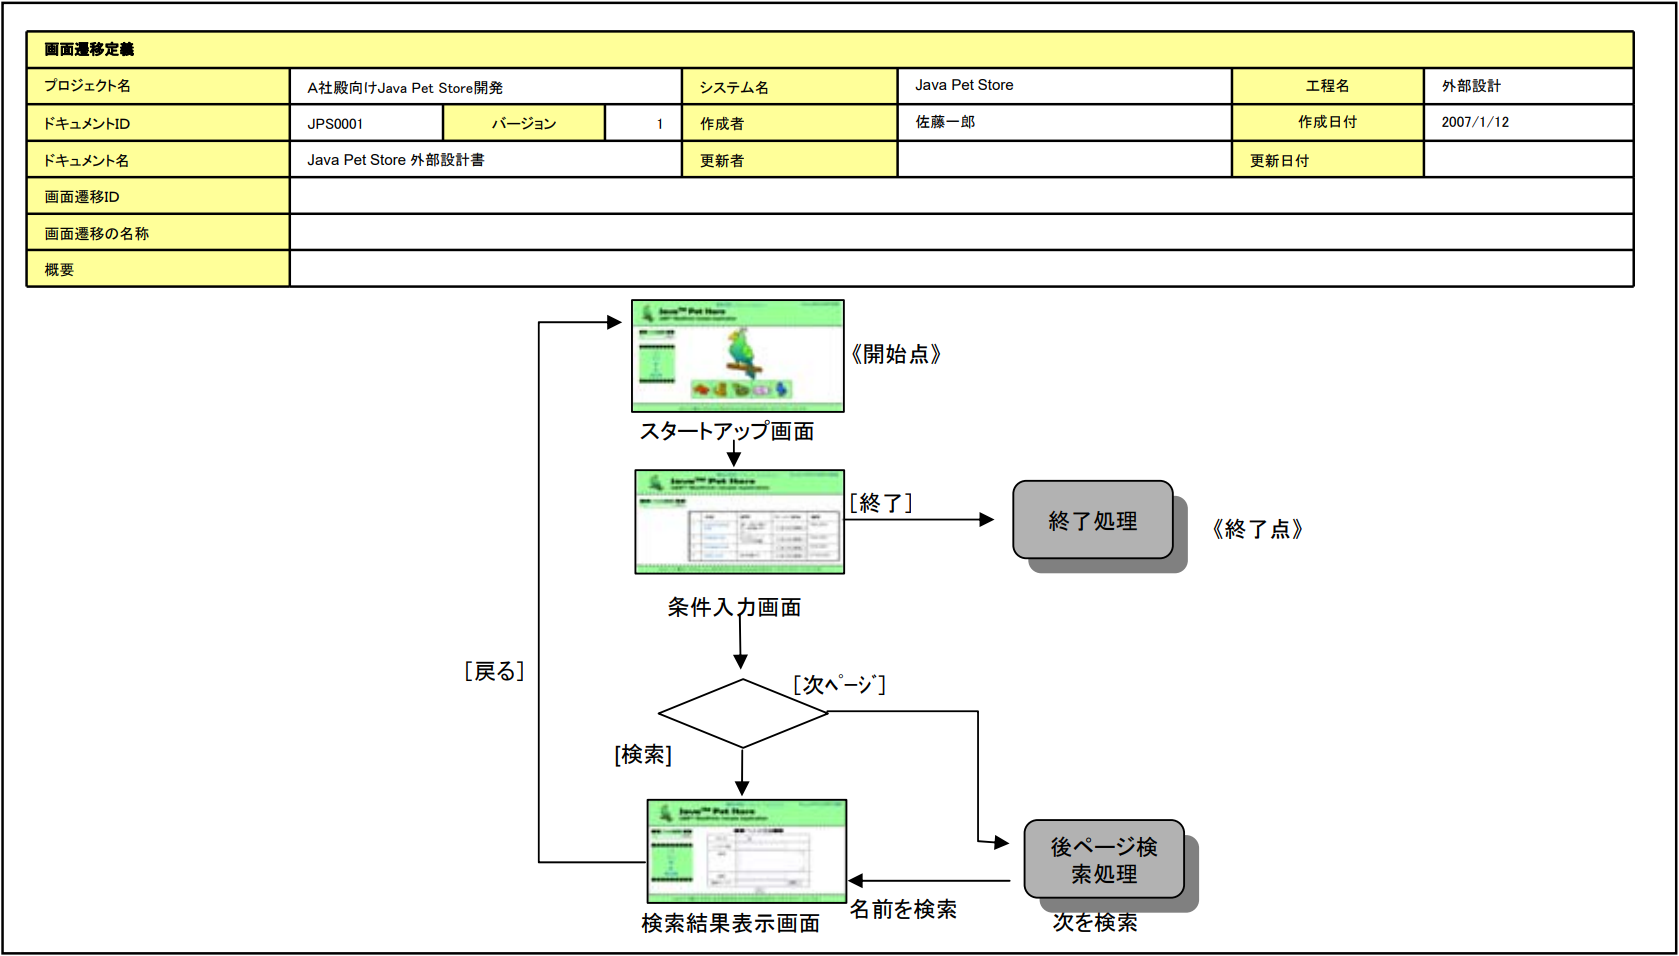 画面遷移定義
プロジェクト名 A社殿向けJava Pet Store開発 システム名 Java Pet Store 工程名 外部設計
ドキュメントID JPS0001 バージョン 1 作成者 佐藤一郎 作成日付 2007/1/12
ドキュメント名 Java Pet Store 外部設計書 更新者 更新日付
画面遷移ID
画面遷移の名称
概要
Java™ Pet Store
《開始点》
スタートアップ画面
Java™ Pet Store
[終了]
終了処理
《終了点》
条件入力画面
[戻る]
[次ページ]
[検索]
Java™ Pet Store
後ページ検
索処理
名前を検索
検索結果表示画面
次を検索